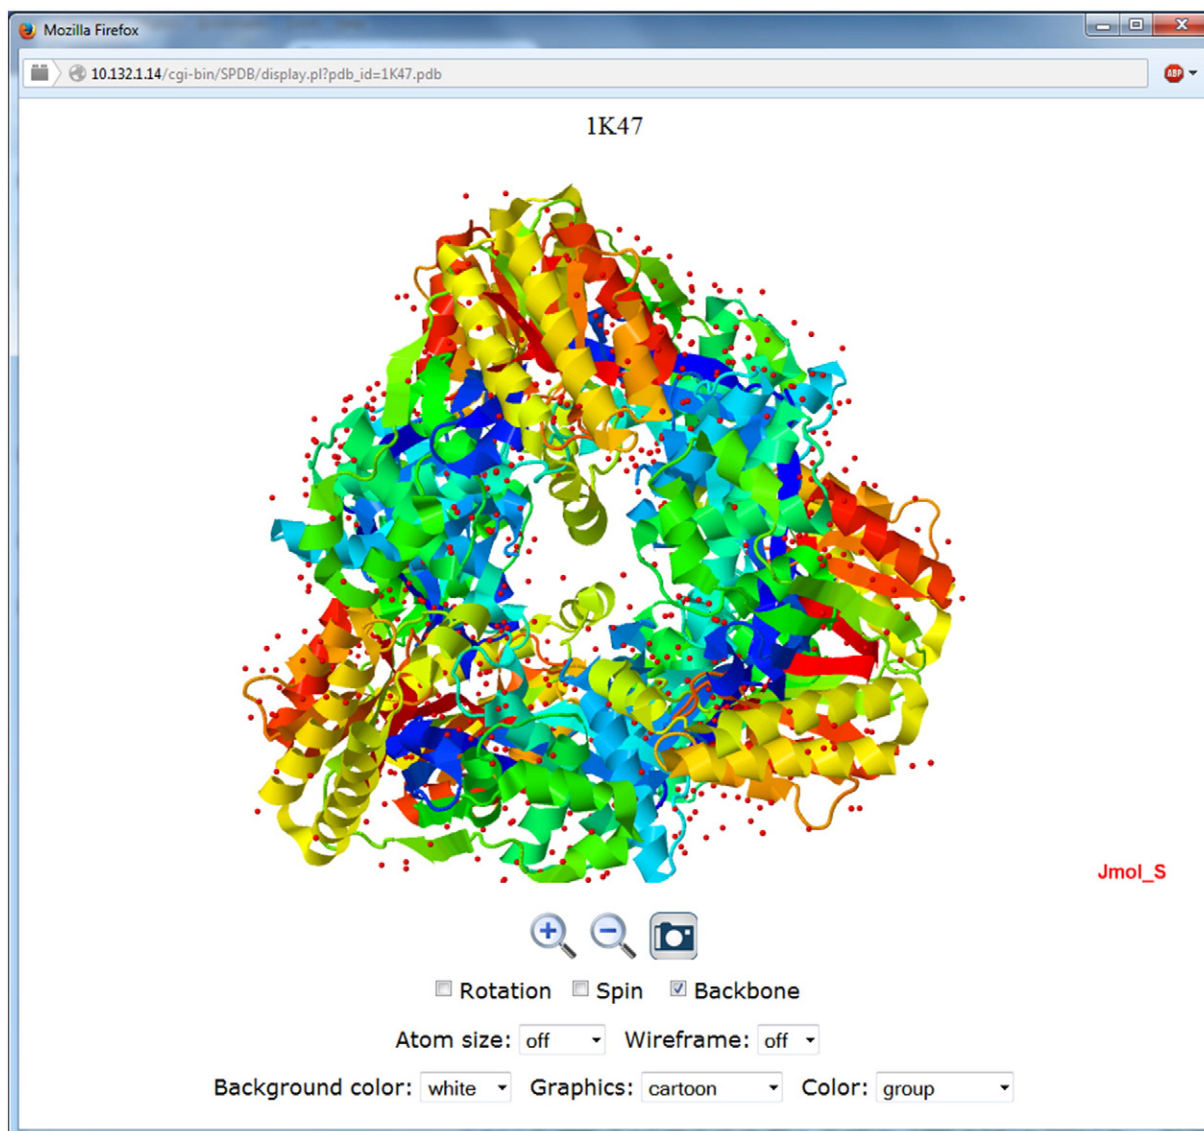 Mozilla Firefox
10.132.1.14/cgi-bin/SPDB/display.pl?pdb_id=1K47.pdb
ABP
1K47
Jmol_S
Rotation Spin Backbone
Atom size: off Wireframe: off
Background color: white Graphics: cartoon Color: group